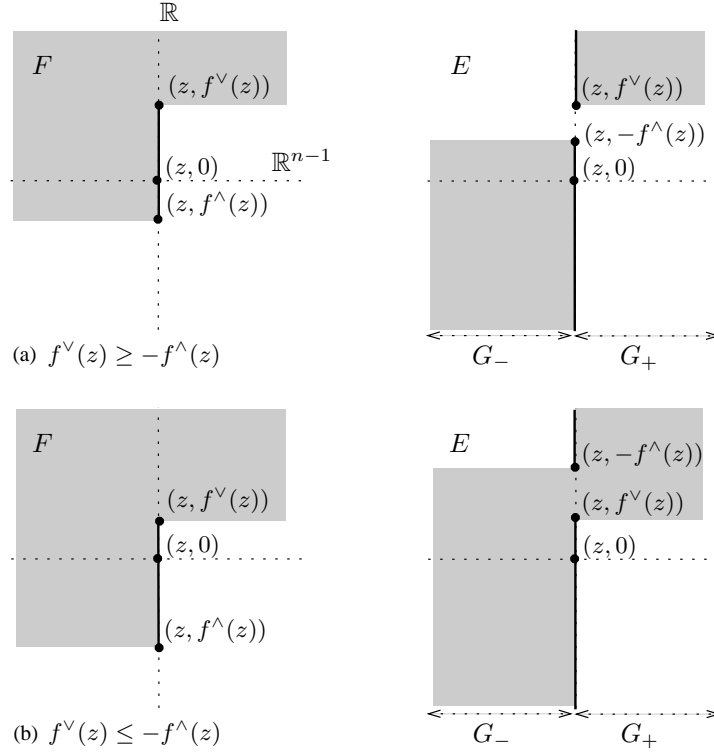 ℝ
F
(z, f^∨(z))
(z, 0)
ℝ^{n−1}
(z, f^∧(z))
E
(z, f^∨(z))
(z, −f^∧(z))
(z, 0)
G_−
G_+
(a) f^∨(z) ≥ −f^∧(z)
F
(z, f^∨(z))
(z, 0)
(z, f^∧(z))
E
(z, −f^∧(z))
(z, f^∨(z))
(z, 0)
G_−
G_+
(b) f^∨(z) ≤ −f^∧(z)